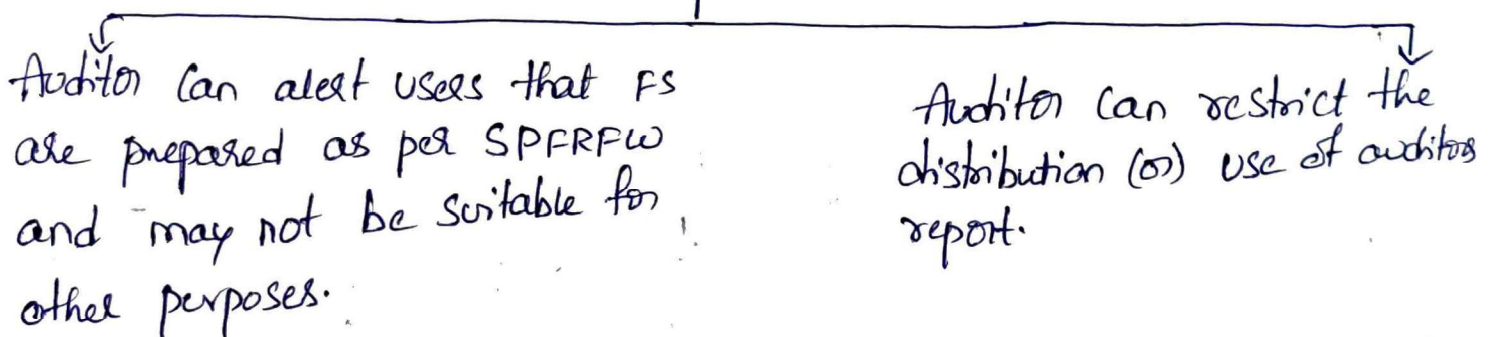 Auditor Can alert users that FS
are prepared as per SPFRFW
and may not be suitable for
other purposes.
Auditor can restrict the
distribution (or) use of auditors
report.